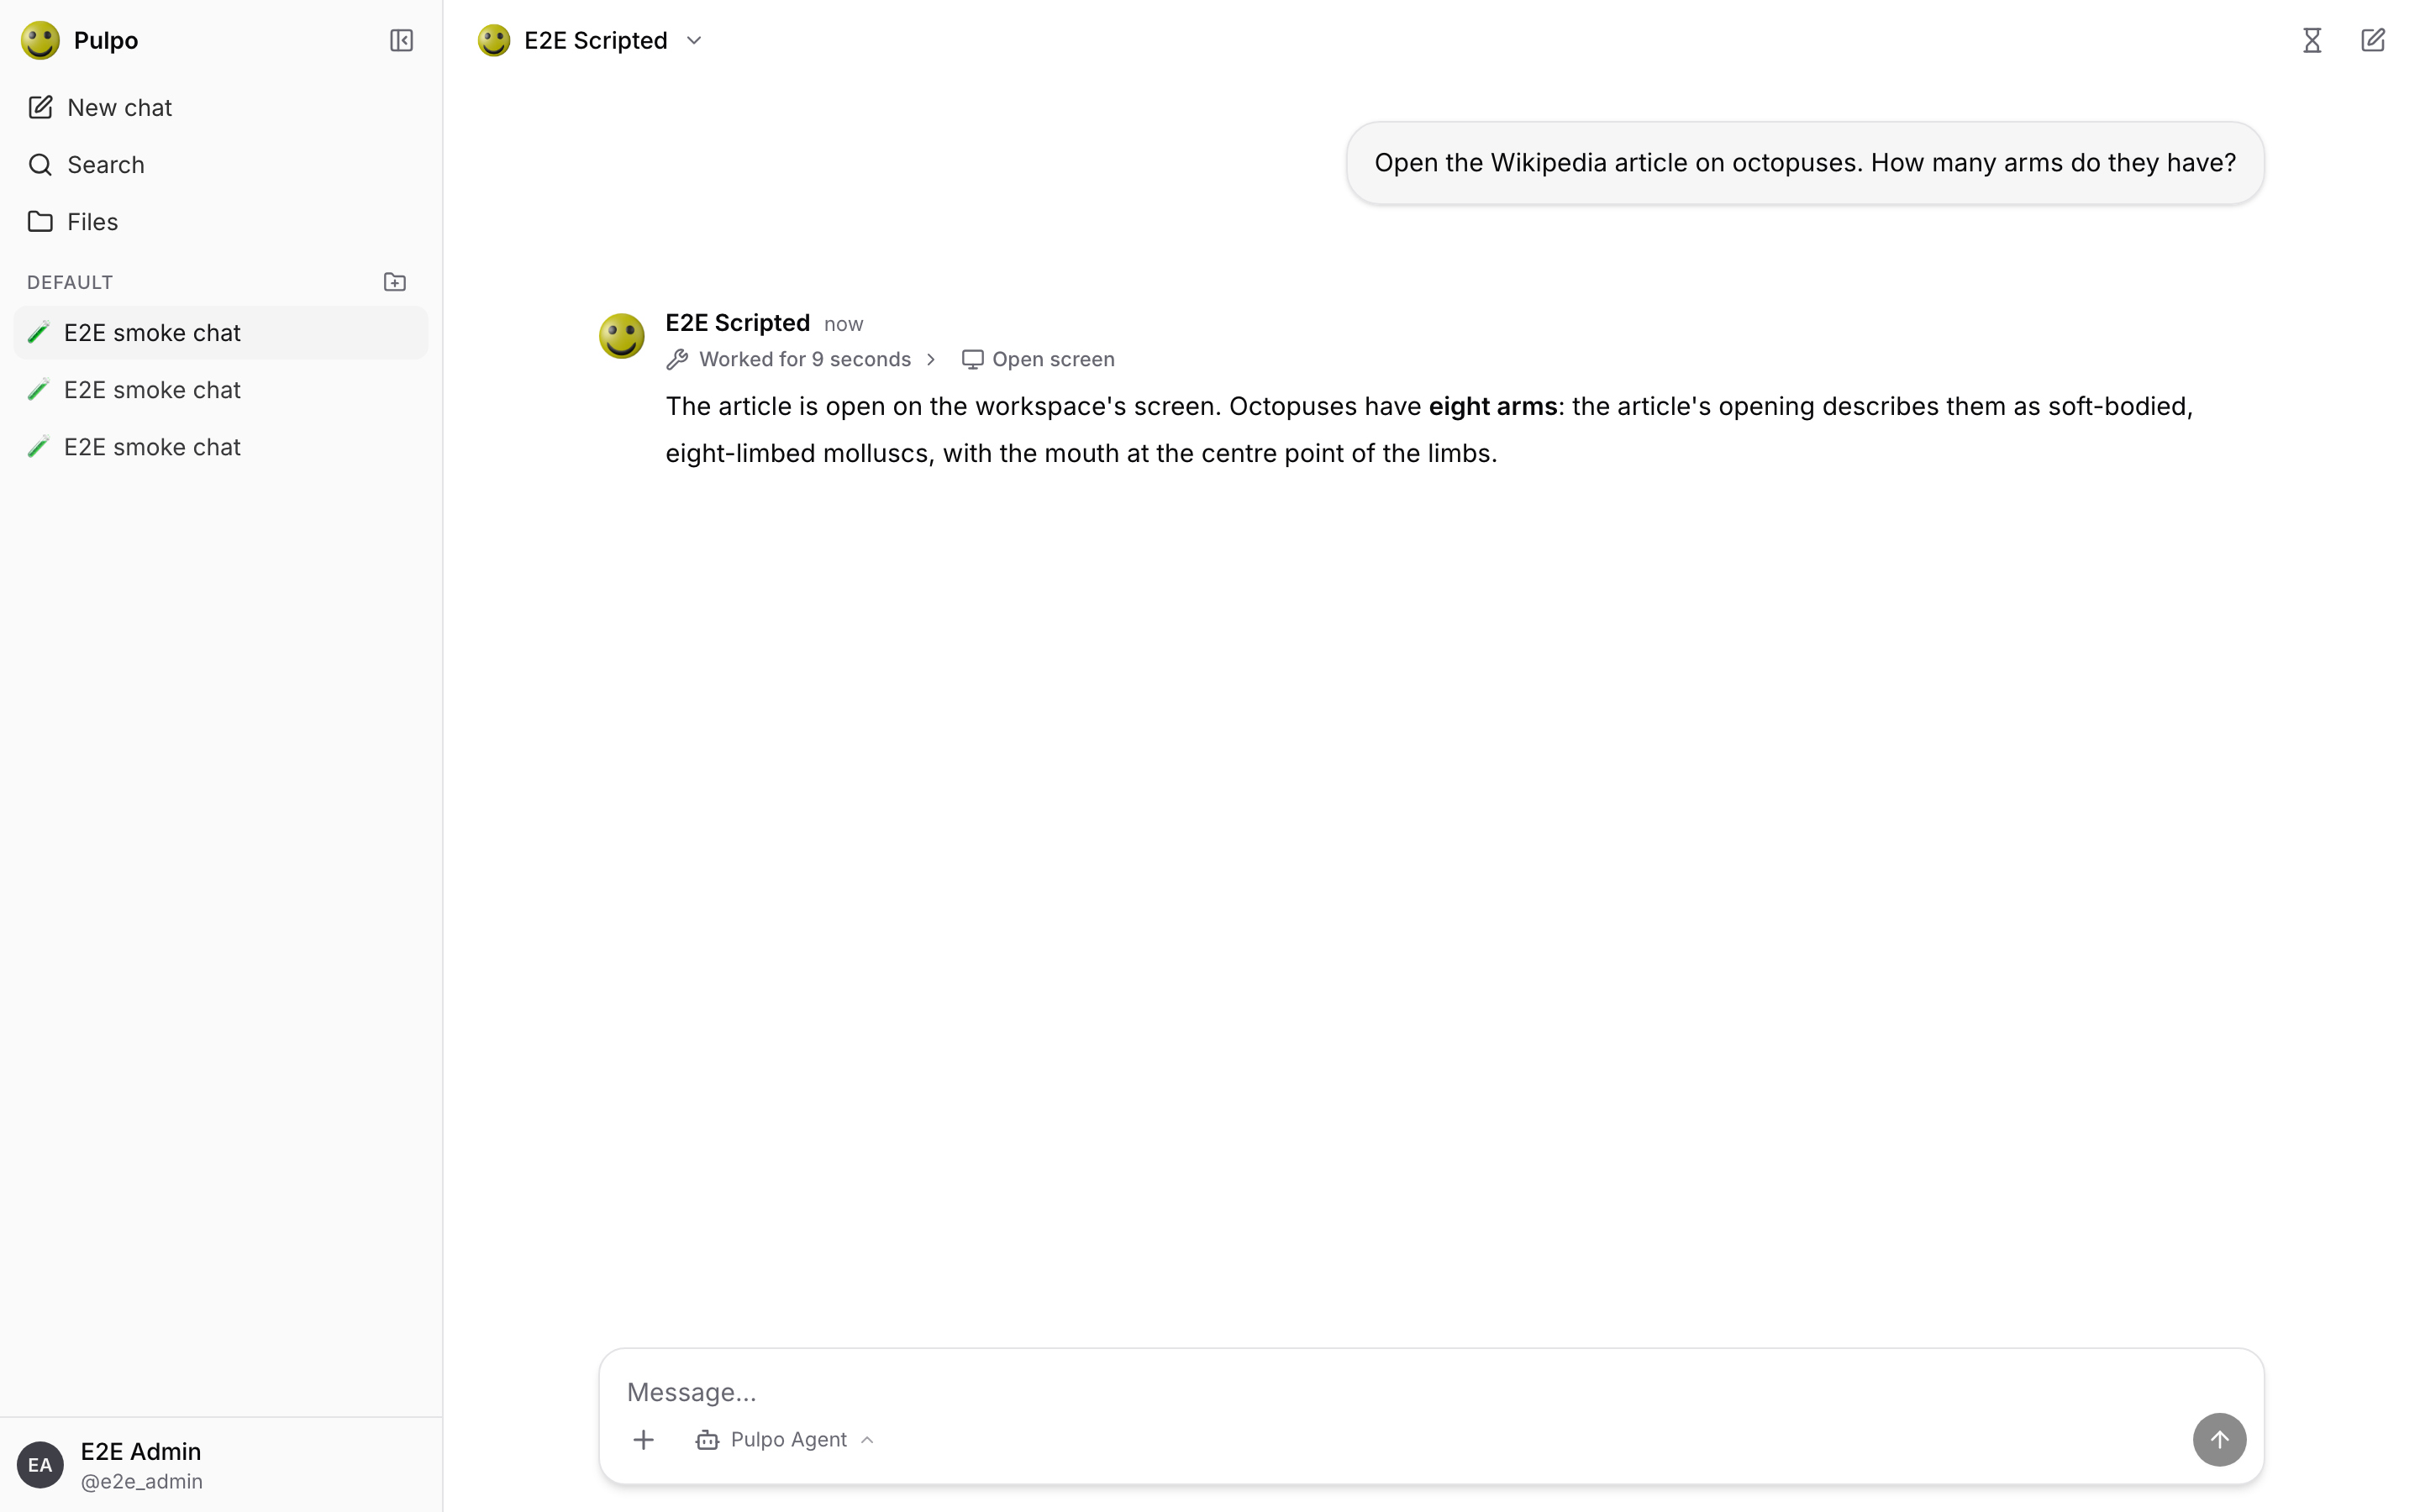 Pulpo
New chat
Search
Files
DEFAULT
E2E smoke chat
E2E smoke chat
E2E smoke chat
EA
E2E Admin
@e2e_admin
E2E Scripted
Open the Wikipedia article on octopuses. How many arms do they have?
E2E Scripted now
Worked for 9 seconds Open screen
The article is open on the workspace's screen. Octopuses have eight arms: the article's opening describes them as soft-bodied,
eight-limbed molluscs, with the mouth at the centre point of the limbs.
Message...
Pulpo Agent